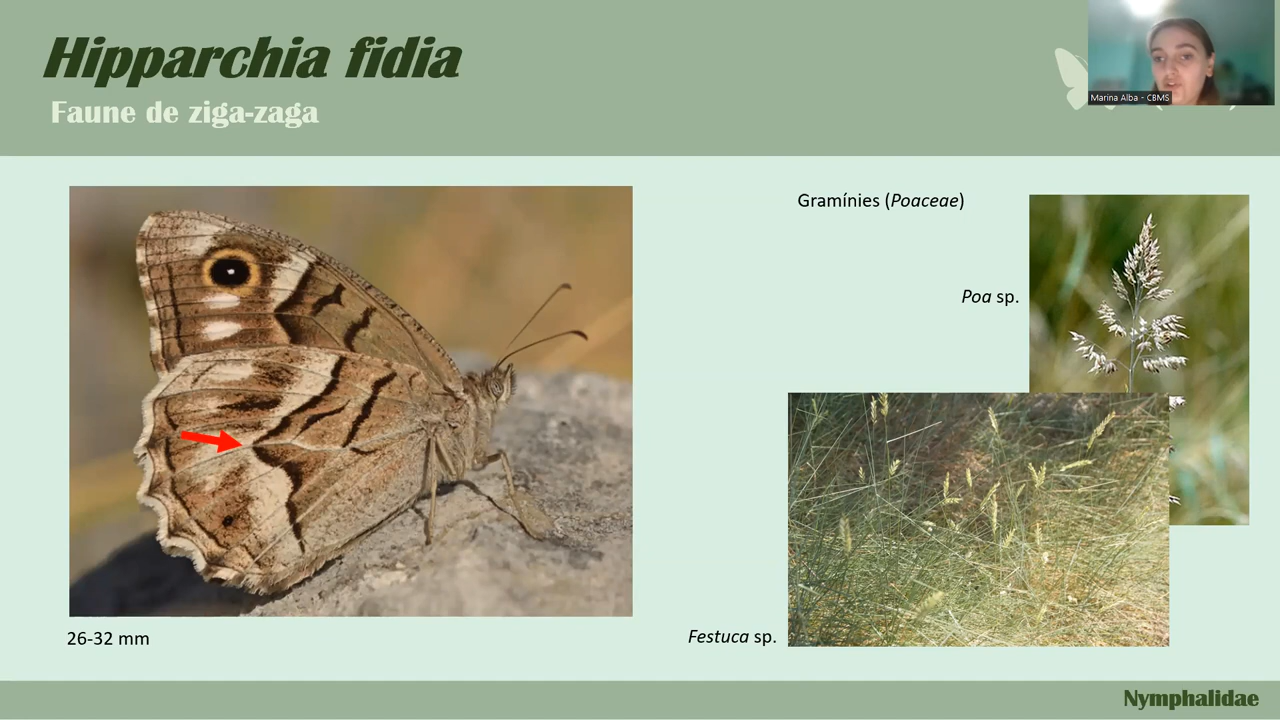 Hipparchia fidia
Faune de ziga-zaga
Marina Alba - CBMS
Gramínies (Poaceae)
Poa sp.
26-32 mm
Festuca sp.
Nymphalidae